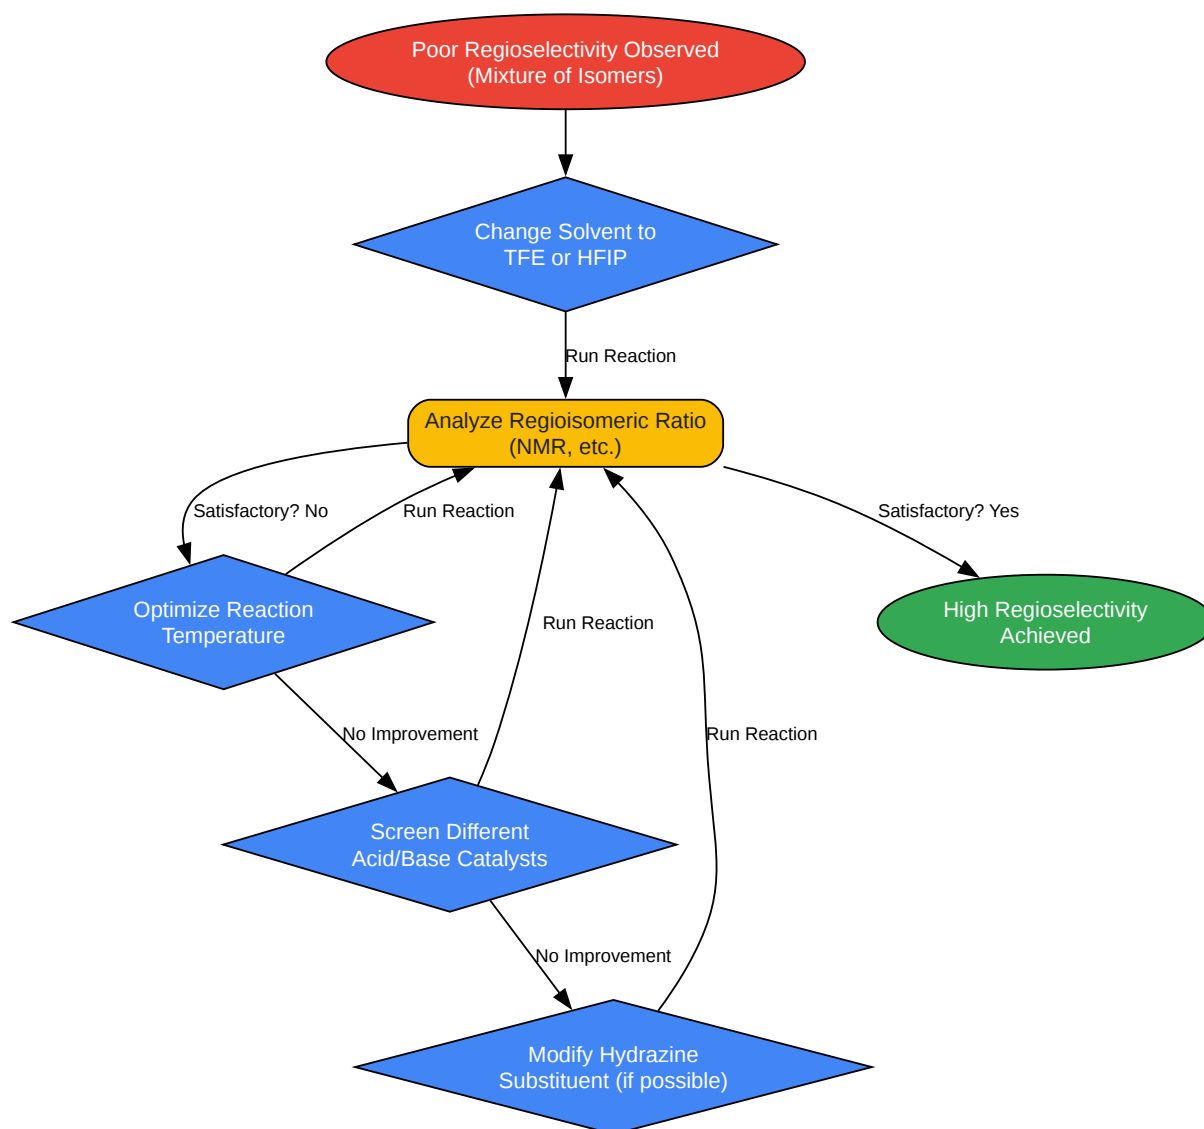 Poor Regioselectivity Observed
(Mixture of Isomers)
Change Solvent to
TFE or HFIP
Run Reaction
Analyze Regioisomeric Ratio
(NMR, etc.)
Satisfactory? No
Run Reaction
Satisfactory? Yes
Optimize Reaction
Temperature
Run Reaction
High Regioselectivity
Achieved
No Improvement
Run Reaction
Screen Different
Acid/Base Catalysts
No Improvement
Modify Hydrazine
Substituent (if possible)